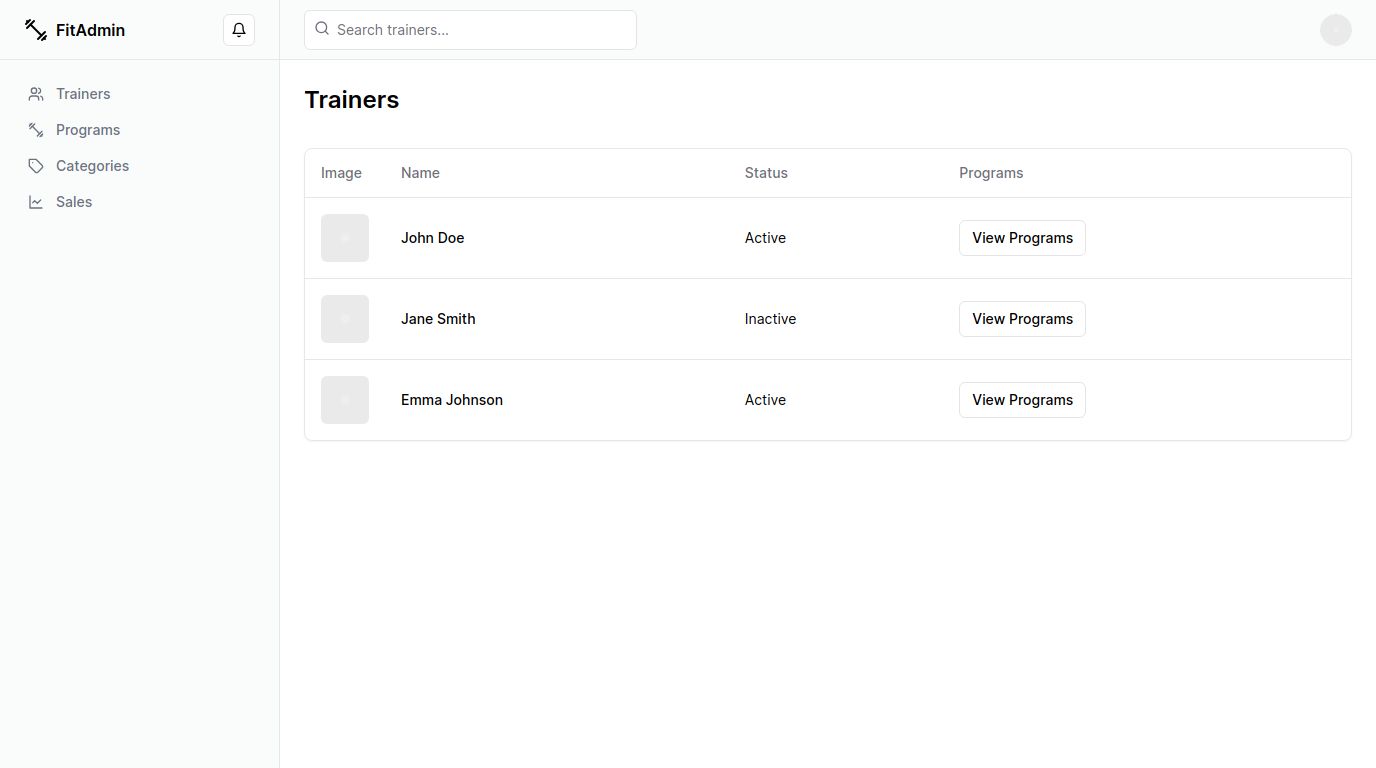 FitAdmin
Search trainers...
Trainers
Programs
Categories
Sales
Trainers
Image Name Status Programs
John Doe Active View Programs
Jane Smith Inactive View Programs
Emma Johnson Active View Programs